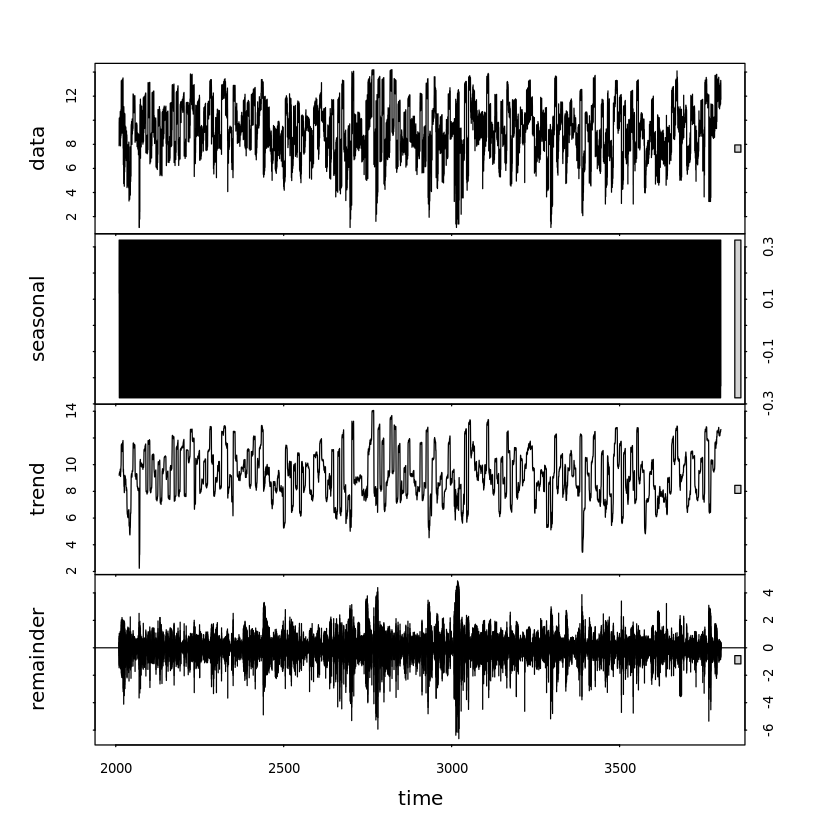 data
2 4 6 8 12
seasonal
-0.3 -0.1 0.1 0.3
trend
2 4 6 8 10 14
remainder
-6 -4 -2 0 2 4
2000 2500 3000 3500
time